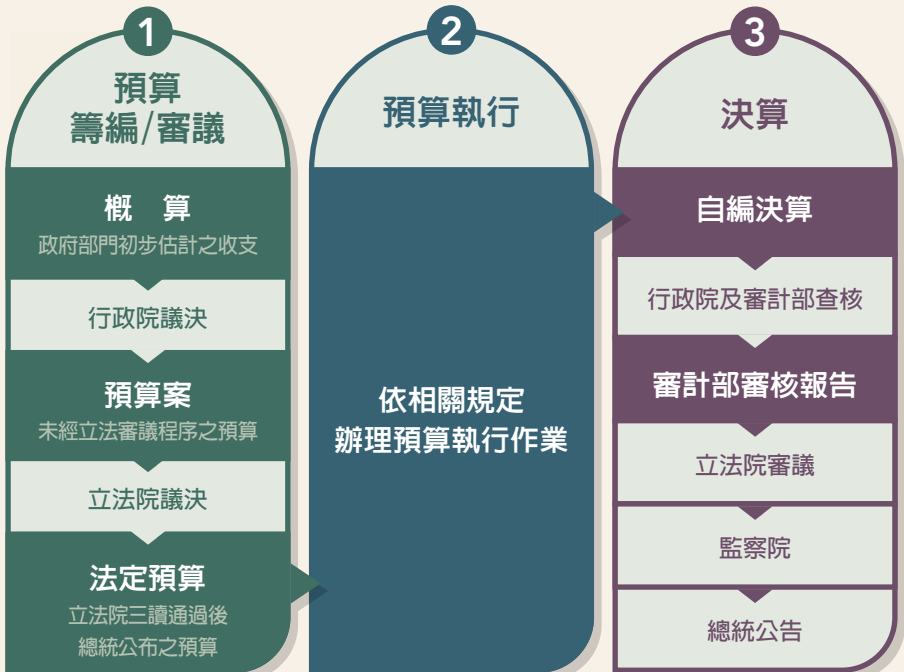 1
預算
籌編/審議
概 算
政府部門初步估計之收支
行政院議決
預算案
未經立法審議程序之預算
立法院議決
法定預算
立法院三讀通過後
總統公布之預算
2
預算執行
依相關規定
辦理預算執行作業
3
決算
自編決算
行政院及審計部查核
審計部審核報告
立法院審議
監察院
總統公告